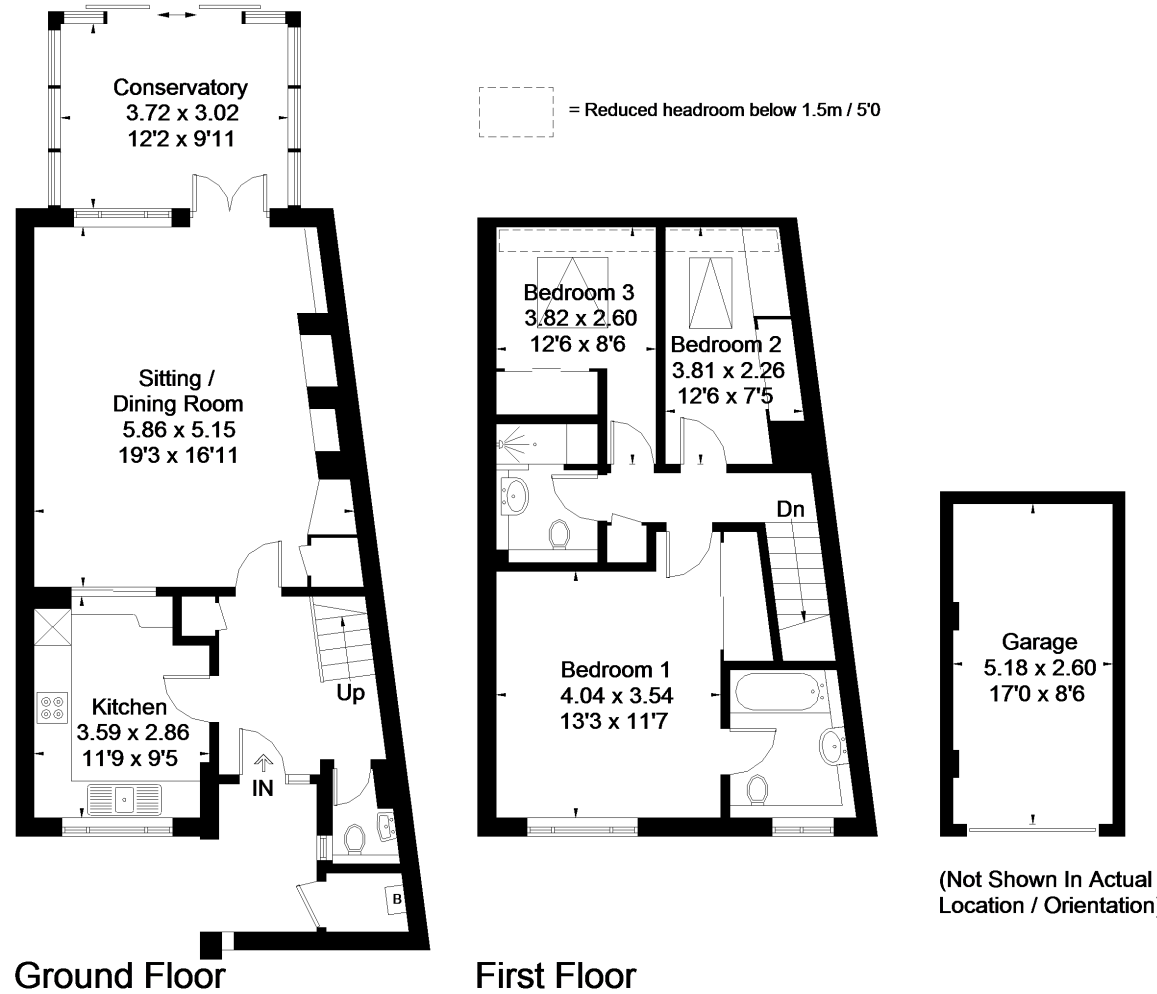 Conservatory
3.72 x 3.02
12'2 x 9'11
= Reduced headroom below 1.5m / 5'0
Sitting /
Dining Room
5.86 x 5.15
19'3 x 16'11
Kitchen
3.59 x 2.86
11'9 x 9'5
Up
IN
B
Ground Floor
Bedroom 3
3.82 x 2.60
12'6 x 8'6
Bedroom 2
3.81 x 2.26
12'6 x 7'5
Dn
Bedroom 1
4.04 x 3.54
13'3 x 11'7
First Floor
Garage
5.18 x 2.60
17'0 x 8'6
(Not Shown In Actual
Location / Orientation)